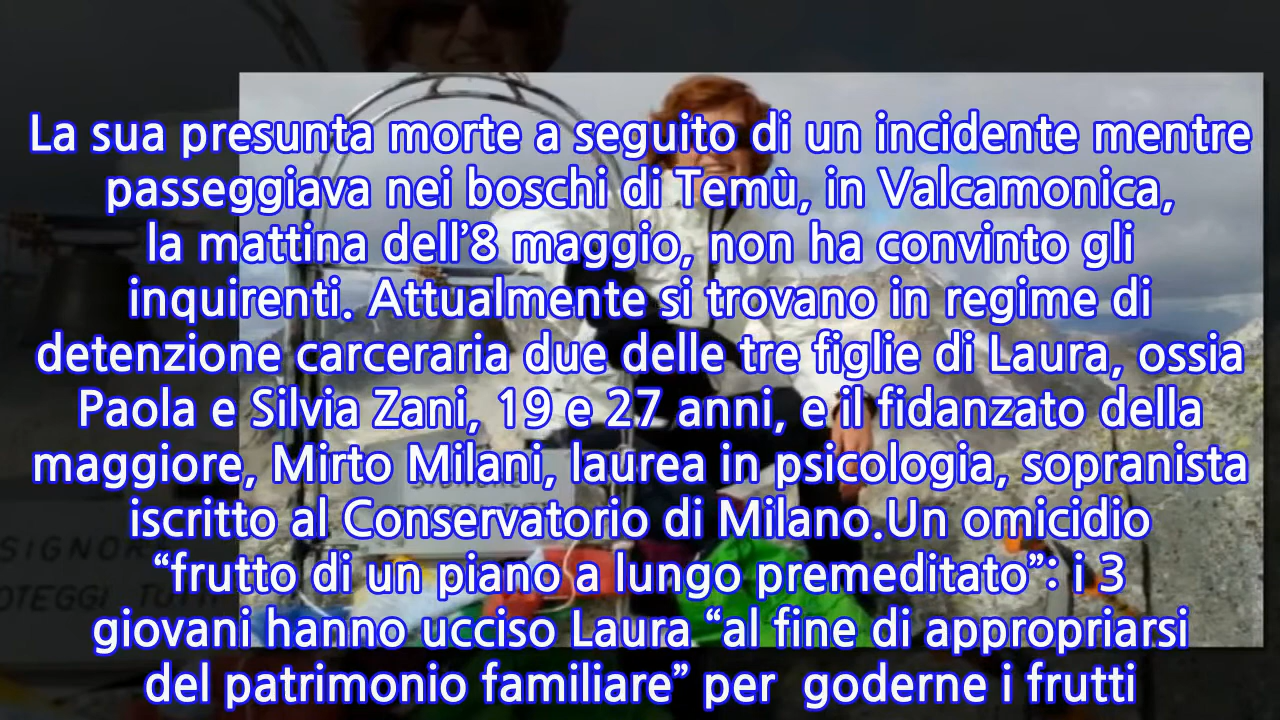 La sua presunta morte a seguito di un incidente mentre
passeggiava nei boschi di Temù, in Valcamonica,
la mattina dell’8 maggio, non ha convinto gli
inquirenti. Attualmente si trovano in regime di
detenzione carceraria due delle tre figlie di Laura, ossia
Paola e Silvia Zani, 19 e 27 anni, e il fidanzato della
maggiore, Mirto Milani, laurea in psicologia, sopranista
iscritto al Conservatorio di Milano.Un omicidio
“frutto di un piano a lungo premeditato”: i 3
giovani hanno ucciso Laura “al fine di appropriarsi
del patrimonio familiare” per  goderne i frutti